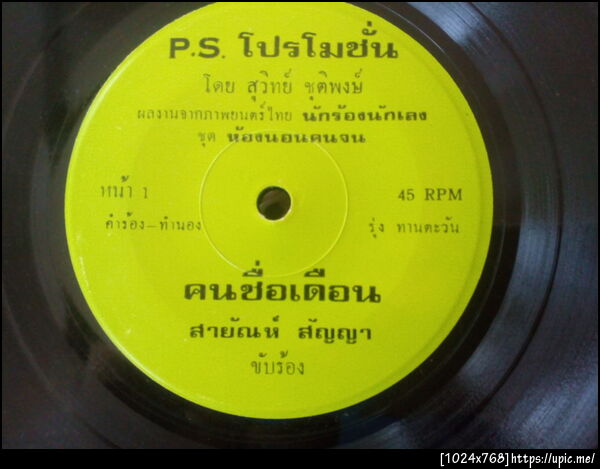 P.S. โปรโมชั่น
โดย สุวิทย์ ชุติพงษ์
ผลงานจากภาพยนตร์ไทย นักร้องนักเลง
ชุด ห้องนอนคนจน
หน้า 1
45 RPM
คำร้อง–ทำนอง
รุ่ง ทานตะวัน
คนชื่อเดือน
สายัณห์ สัญญา
ขับร้อง
[1024x768]https://upic.me/